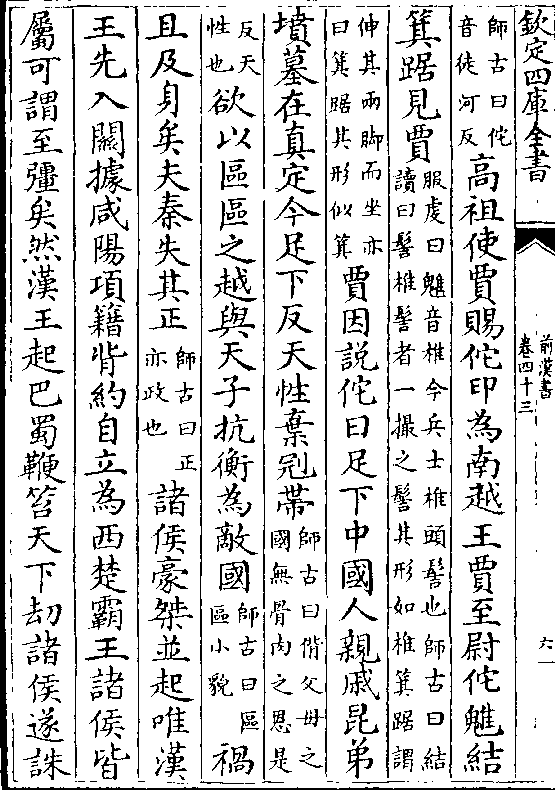 欽定四庫全書
前漢書
卷四十三
六
師古曰佗音徒河反高祖使賈賜佗印為南越王賈至尉佗魋結
箕踞見賈服虔曰魋音椎今兵士椎頭髻也師古曰結讀曰髻椎髻者一撮之髻其形如椎箕踞謂
伸其兩脚而坐亦曰箕踞其形似箕賈因說佗曰足下中國人親戚昆弟
墳墓在真定今足下反天性棄冠帶師古曰偝父母之國無骨肉之恩是
反天性也欲以區區之越與天子抗衡為敵國師古曰區區小貌禍
且及身矣夫秦失其正師古曰正亦政也諸侯豪桀並起唯漢
王先入關據咸陽項籍背約自立為西楚霸王諸侯皆
屬可謂至彊矣然漢王起巴蜀鞭笞天下劫諸侯遂誅